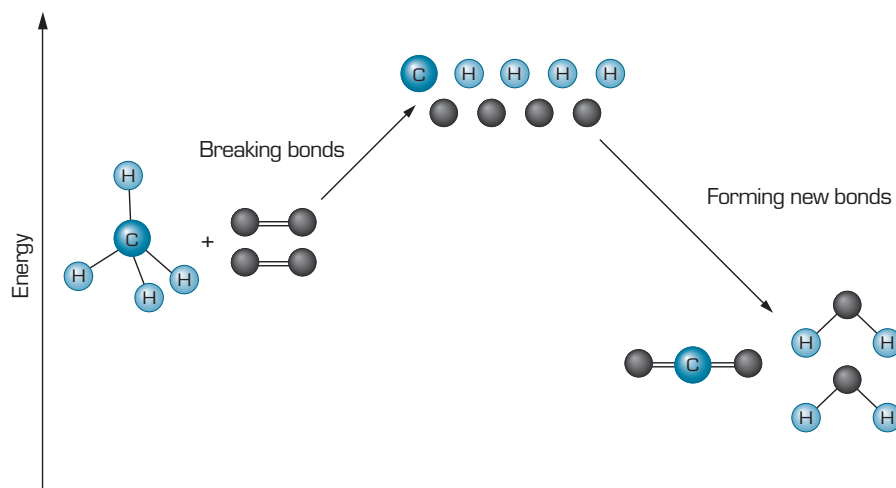 Energy
C H H H H
Breaking bonds
H
C
H
H
H
+
Forming new bonds
C
H H
H H